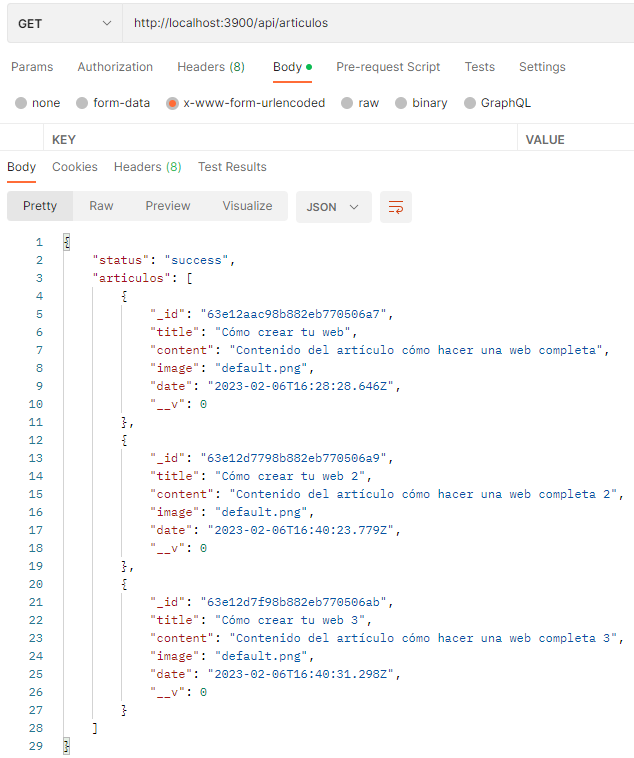 GET http://localhost:3900/api/articulos
Params Authorization Headers (8) Body Pre-request Script Tests Settings
none form-data x-www-form-urlencoded raw binary GraphQL
KEY VALUE
Body Cookies Headers (8) Test Results
Pretty Raw Preview Visualize JSON
1 {
2 "status": "success",
3 "articulos": [
4 {
5 "_id": "63e12aac98b882eb770506a7",
6 "title": "Cómo crear tu web",
7 "content": "Contenido del artículo cómo hacer una web completa",
8 "image": "default.png",
9 "date": "2023-02-06T16:28:28.646Z",
10 "__v": 0
11 },
12 {
13 "_id": "63e12d7798b882eb770506a9",
14 "title": "Cómo crear tu web 2",
15 "content": "Contenido del artículo cómo hacer una web completa 2",
16 "image": "default.png",
17 "date": "2023-02-06T16:40:23.779Z",
18 "__v": 0
19 },
20 {
21 "_id": "63e12d7f98b882eb770506ab",
22 "title": "Cómo crear tu web 3",
23 "content": "Contenido del artículo cómo hacer una web completa 3",
24 "image": "default.png",
25 "date": "2023-02-06T16:40:31.298Z",
26 "__v": 0
27 }
28 ]
29 }